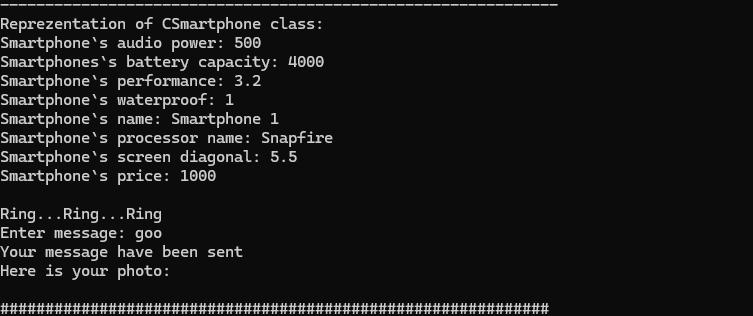 --------------------------------------------------------------
Reprezentation of CSmartphone class:
Smartphone`s audio power: 500
Smartphones`s battery capacity: 4000
Smartphone`s performance: 3.2
Smartphone`s waterproof: 1
Smartphone`s name: Smartphone 1
Smartphone`s processor name: Snapfire
Smartphone`s screen diagonal: 5.5
Smartphone`s price: 1000
Ring...Ring...Ring
Enter message: goo
Your message have been sent
Here is your photo:
#############################################################